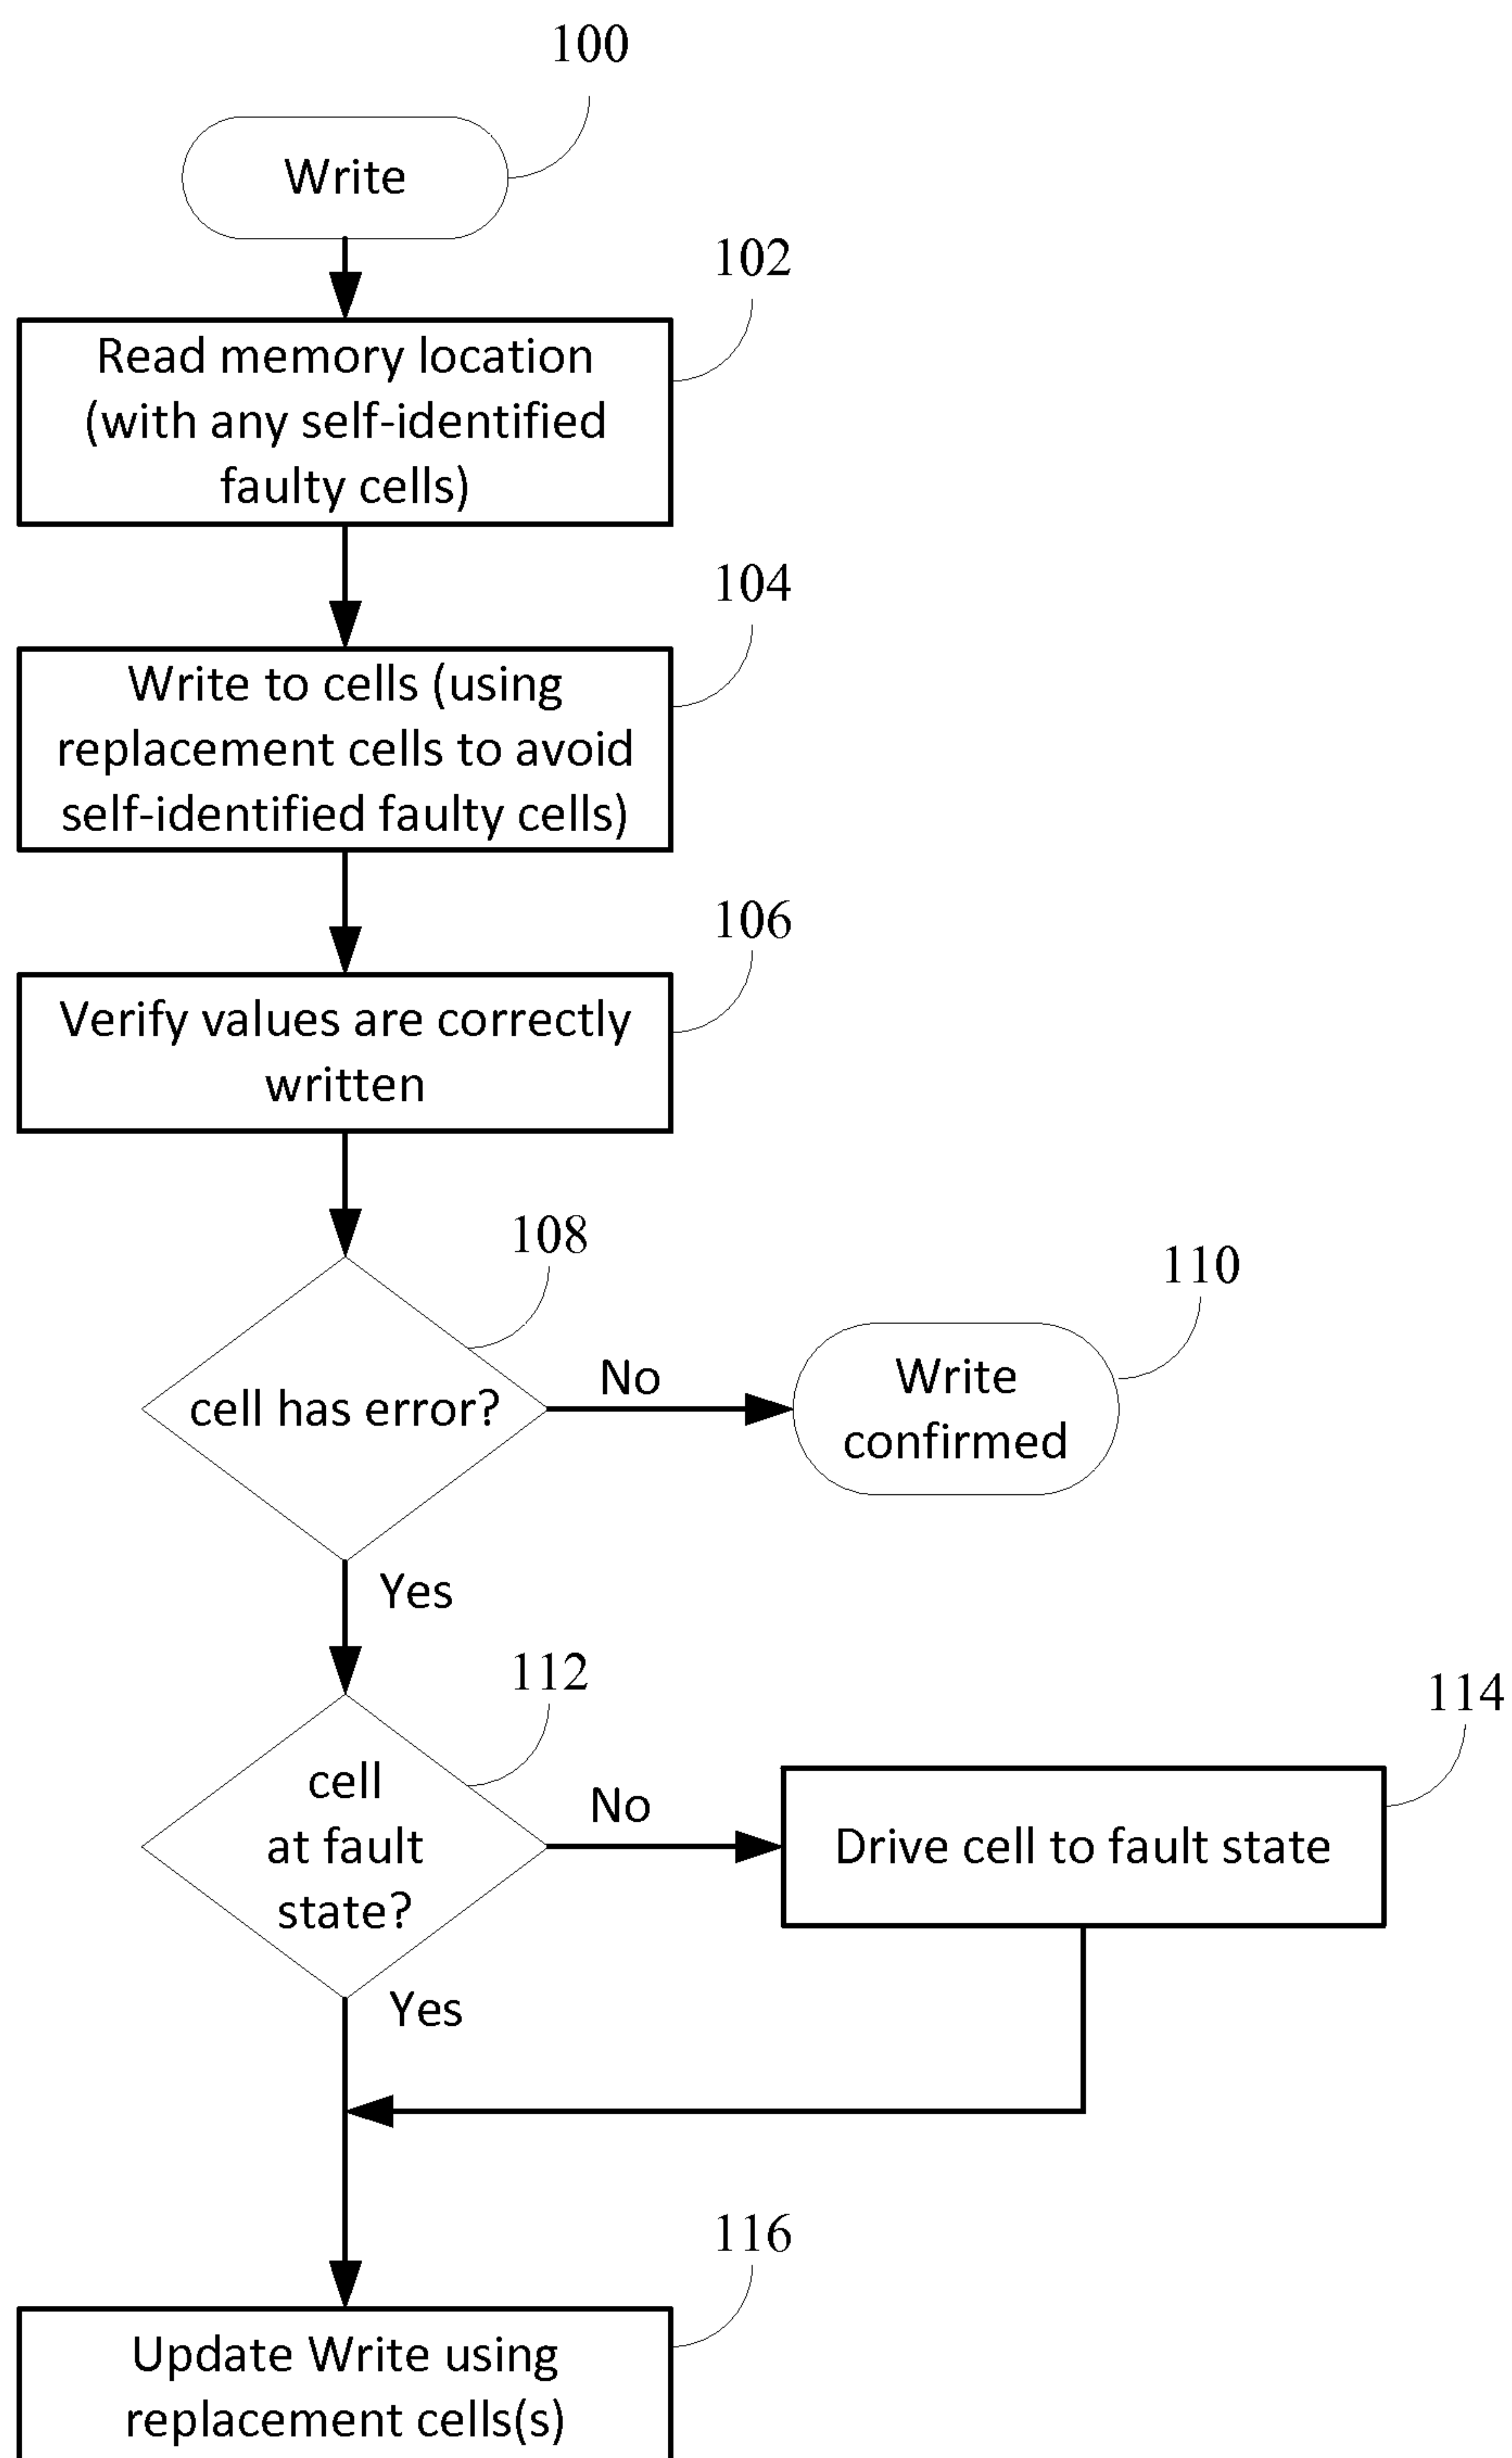 100
Write
102
Read memory location
(with any self-identified
faulty cells)
104
Write to cells (using
replacement cells to avoid
self-identified faulty cells)
106
Verify values are correctly
written
108
cell has error?
No
110
Write
confirmed
Yes
112
cell
at fault
state?
No
114
Drive cell to fault state
Yes
116
Update Write using
replacement cells(s)